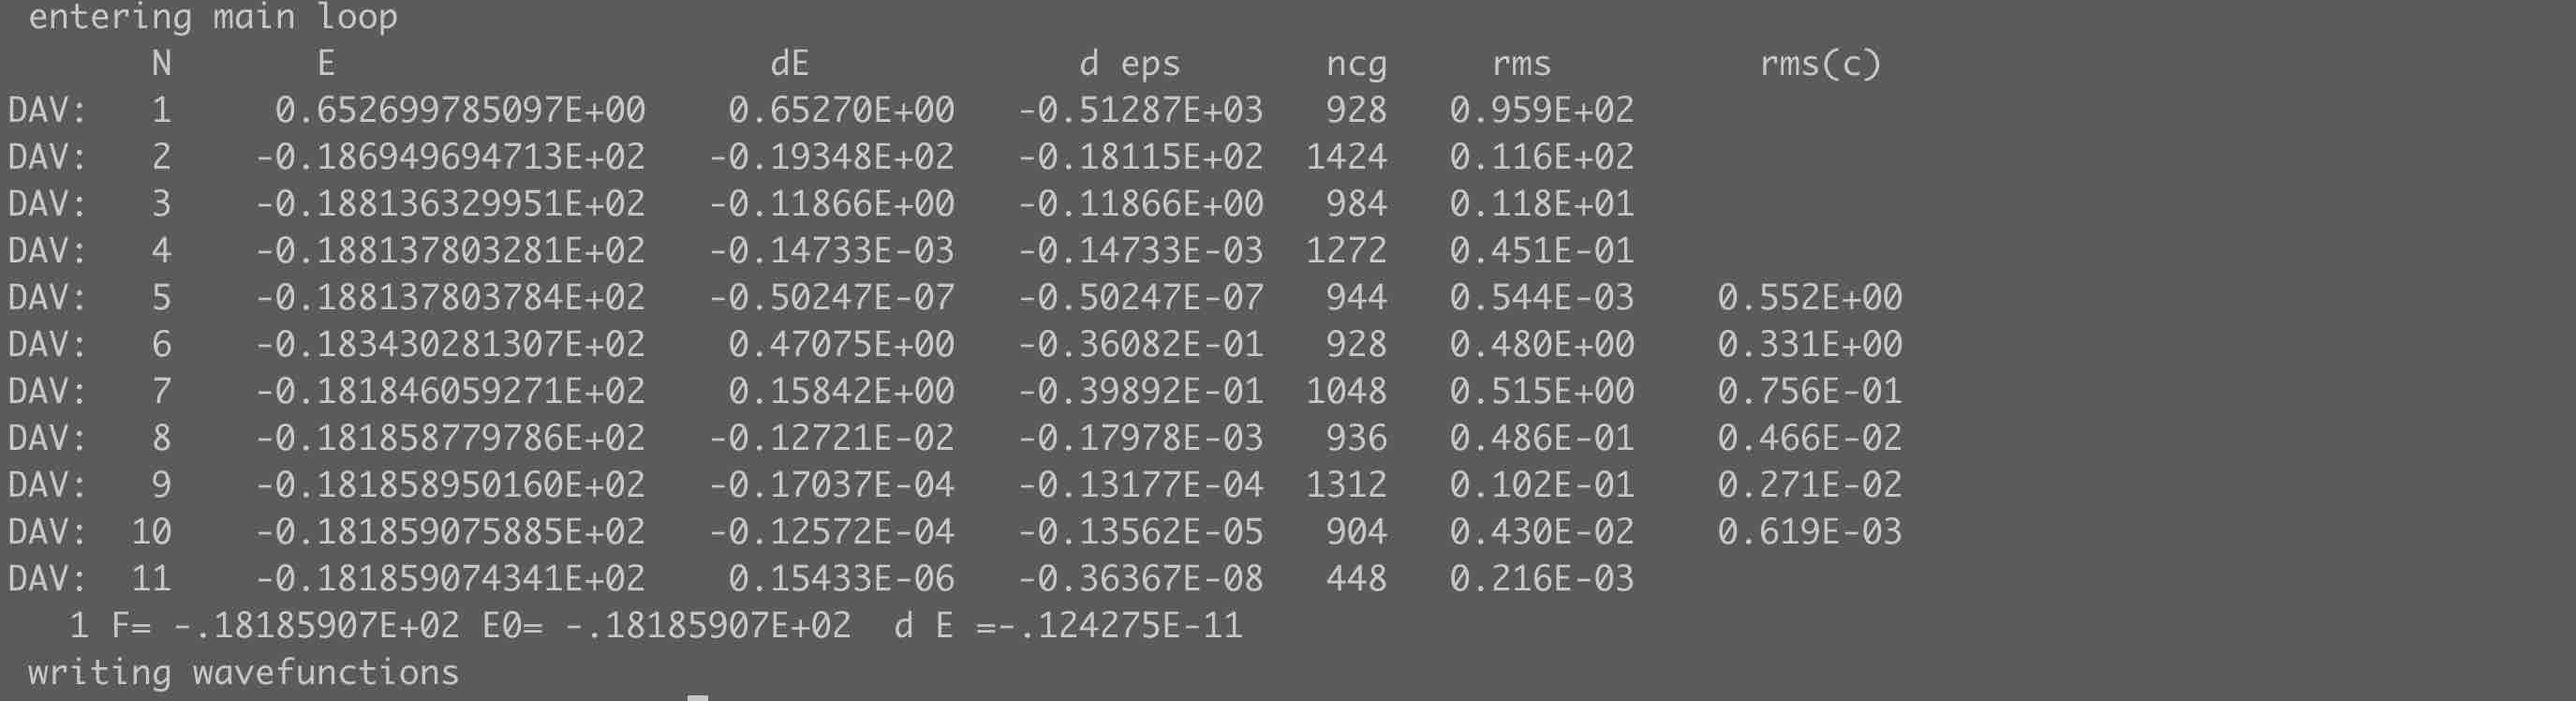 entering main loop
N E dE d eps ncg rms rms(c)
DAV: 1 0.652699785097E+00 0.65270E+00 -0.51287E+03 928 0.959E+02
DAV: 2 -0.186949694713E+02 -0.19348E+02 -0.18115E+02 1424 0.116E+02
DAV: 3 -0.188136329951E+02 -0.11866E+00 -0.11866E+00 984 0.118E+01
DAV: 4 -0.188137803281E+02 -0.14733E-03 -0.14733E-03 1272 0.451E-01
DAV: 5 -0.188137803784E+02 -0.50247E-07 -0.50247E-07 944 0.544E-03 0.552E+00
DAV: 6 -0.183430281307E+02 0.47075E+00 -0.36082E-01 928 0.480E+00 0.331E+00
DAV: 7 -0.181846059271E+02 0.15842E+00 -0.39892E-01 1048 0.515E+00 0.756E-01
DAV: 8 -0.181858779786E+02 -0.12721E-02 -0.17978E-03 936 0.486E-01 0.466E-02
DAV: 9 -0.181858950160E+02 -0.17037E-04 -0.13177E-04 1312 0.102E-01 0.271E-02
DAV: 10 -0.181859075885E+02 -0.12572E-04 -0.13562E-05 904 0.430E-02 0.619E-03
DAV: 11 -0.181859074341E+02 0.15433E-06 -0.36367E-08 448 0.216E-03
1 F= -.18185907E+02 E0= -.18185907E+02 d E =-.124275E-11
writing wavefunctions